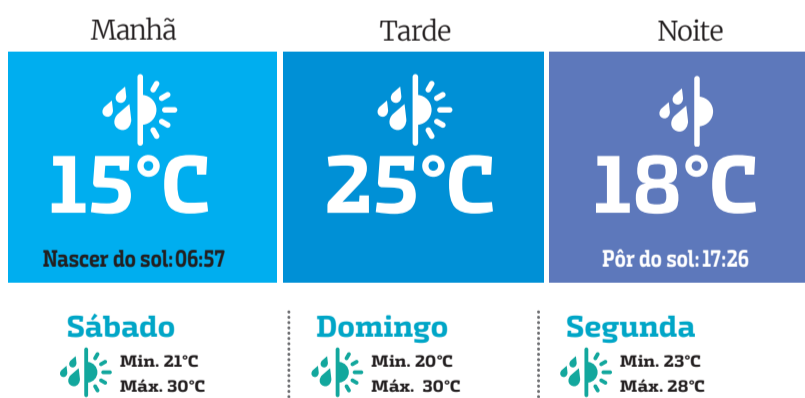 Manhã
Tarde
Noite
15°C
25°C
18°C
Nascer do sol: 06:57
Pôr do sol: 17:26
Sábado
Min. 21°C
Máx. 30°C
Domingo
Min. 20°C
Máx. 30°C
Segunda
Min. 23°C
Máx. 28°C